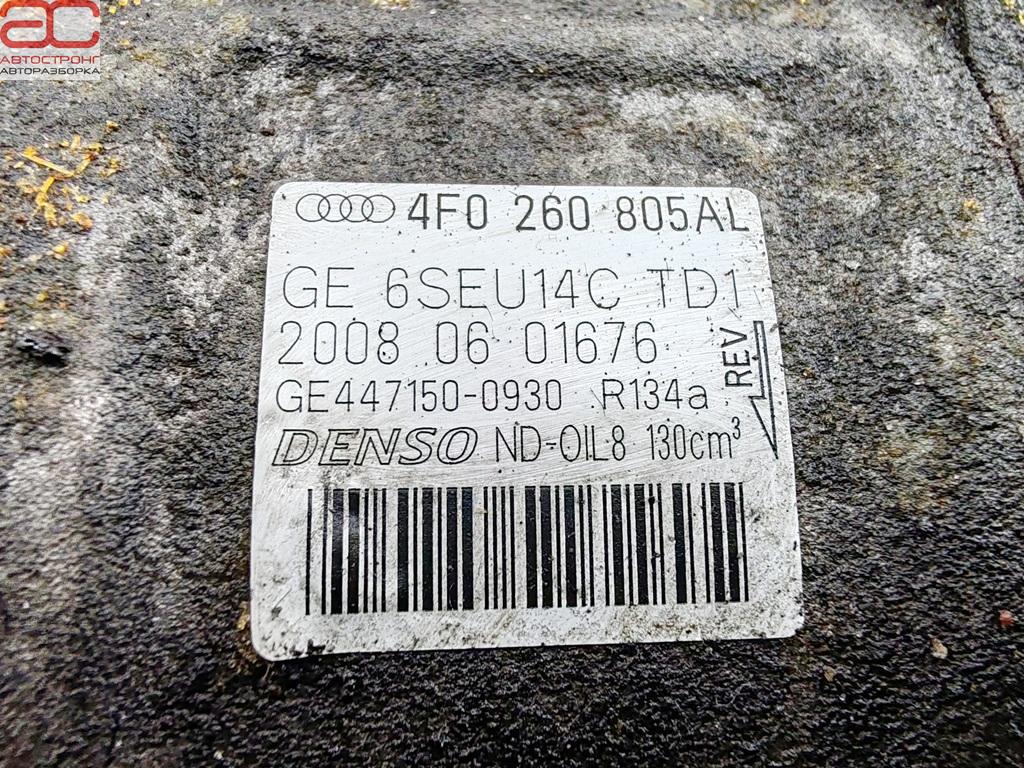 ac
АВТОСТРОНГ
АВТОРАЗБОРКА
4F0 260 805AL
GE 6SEU14C TD1
2008 06 01676
GE447150-0930 R134a
REV
DENSO ND-OIL8 130cm³